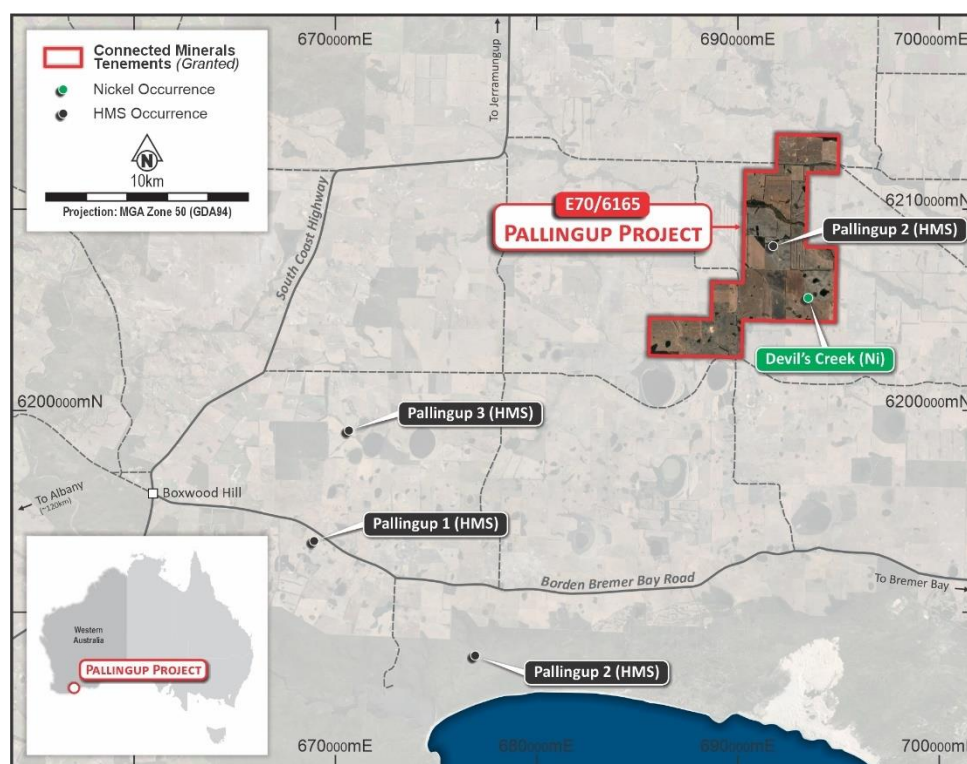 Connected Minerals
Tenements (Granted)
Nickel Occurrence
HMS Occurrence
N
10km
Projection: MGA Zone 50 (GDA94)
670000mE
690000mE
700000mE
To Jerramungup
E70/6165
PALLINGUP PROJECT
6210000mN
Pallingup 2 (HMS)
South Coast Highway
Devil's Creek (Ni)
6200000mN
6200000mN
Pallingup 3 (HMS)
To Albany
(~120km)
Boxwood Hill
Pallingup 1 (HMS)
Borden Bremer Bay Road
To Bremer Bay
Western
Australia
PALLINGUP PROJECT
Pallingup 2 (HMS)
670000mE
680000mE
690000mE
700000mE